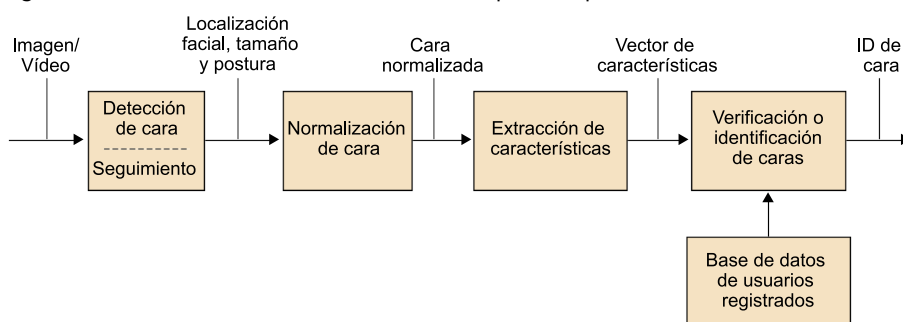 Localización
facial, tamaño
y postura
Imagen/
Vídeo
Cara
normalizada
Vector de
características
ID de
cara
Detección
de cara
Seguimiento
Normalización
de cara
Extracción de
características
Verificación o
identificación
de caras
Base de datos
de usuarios
registrados